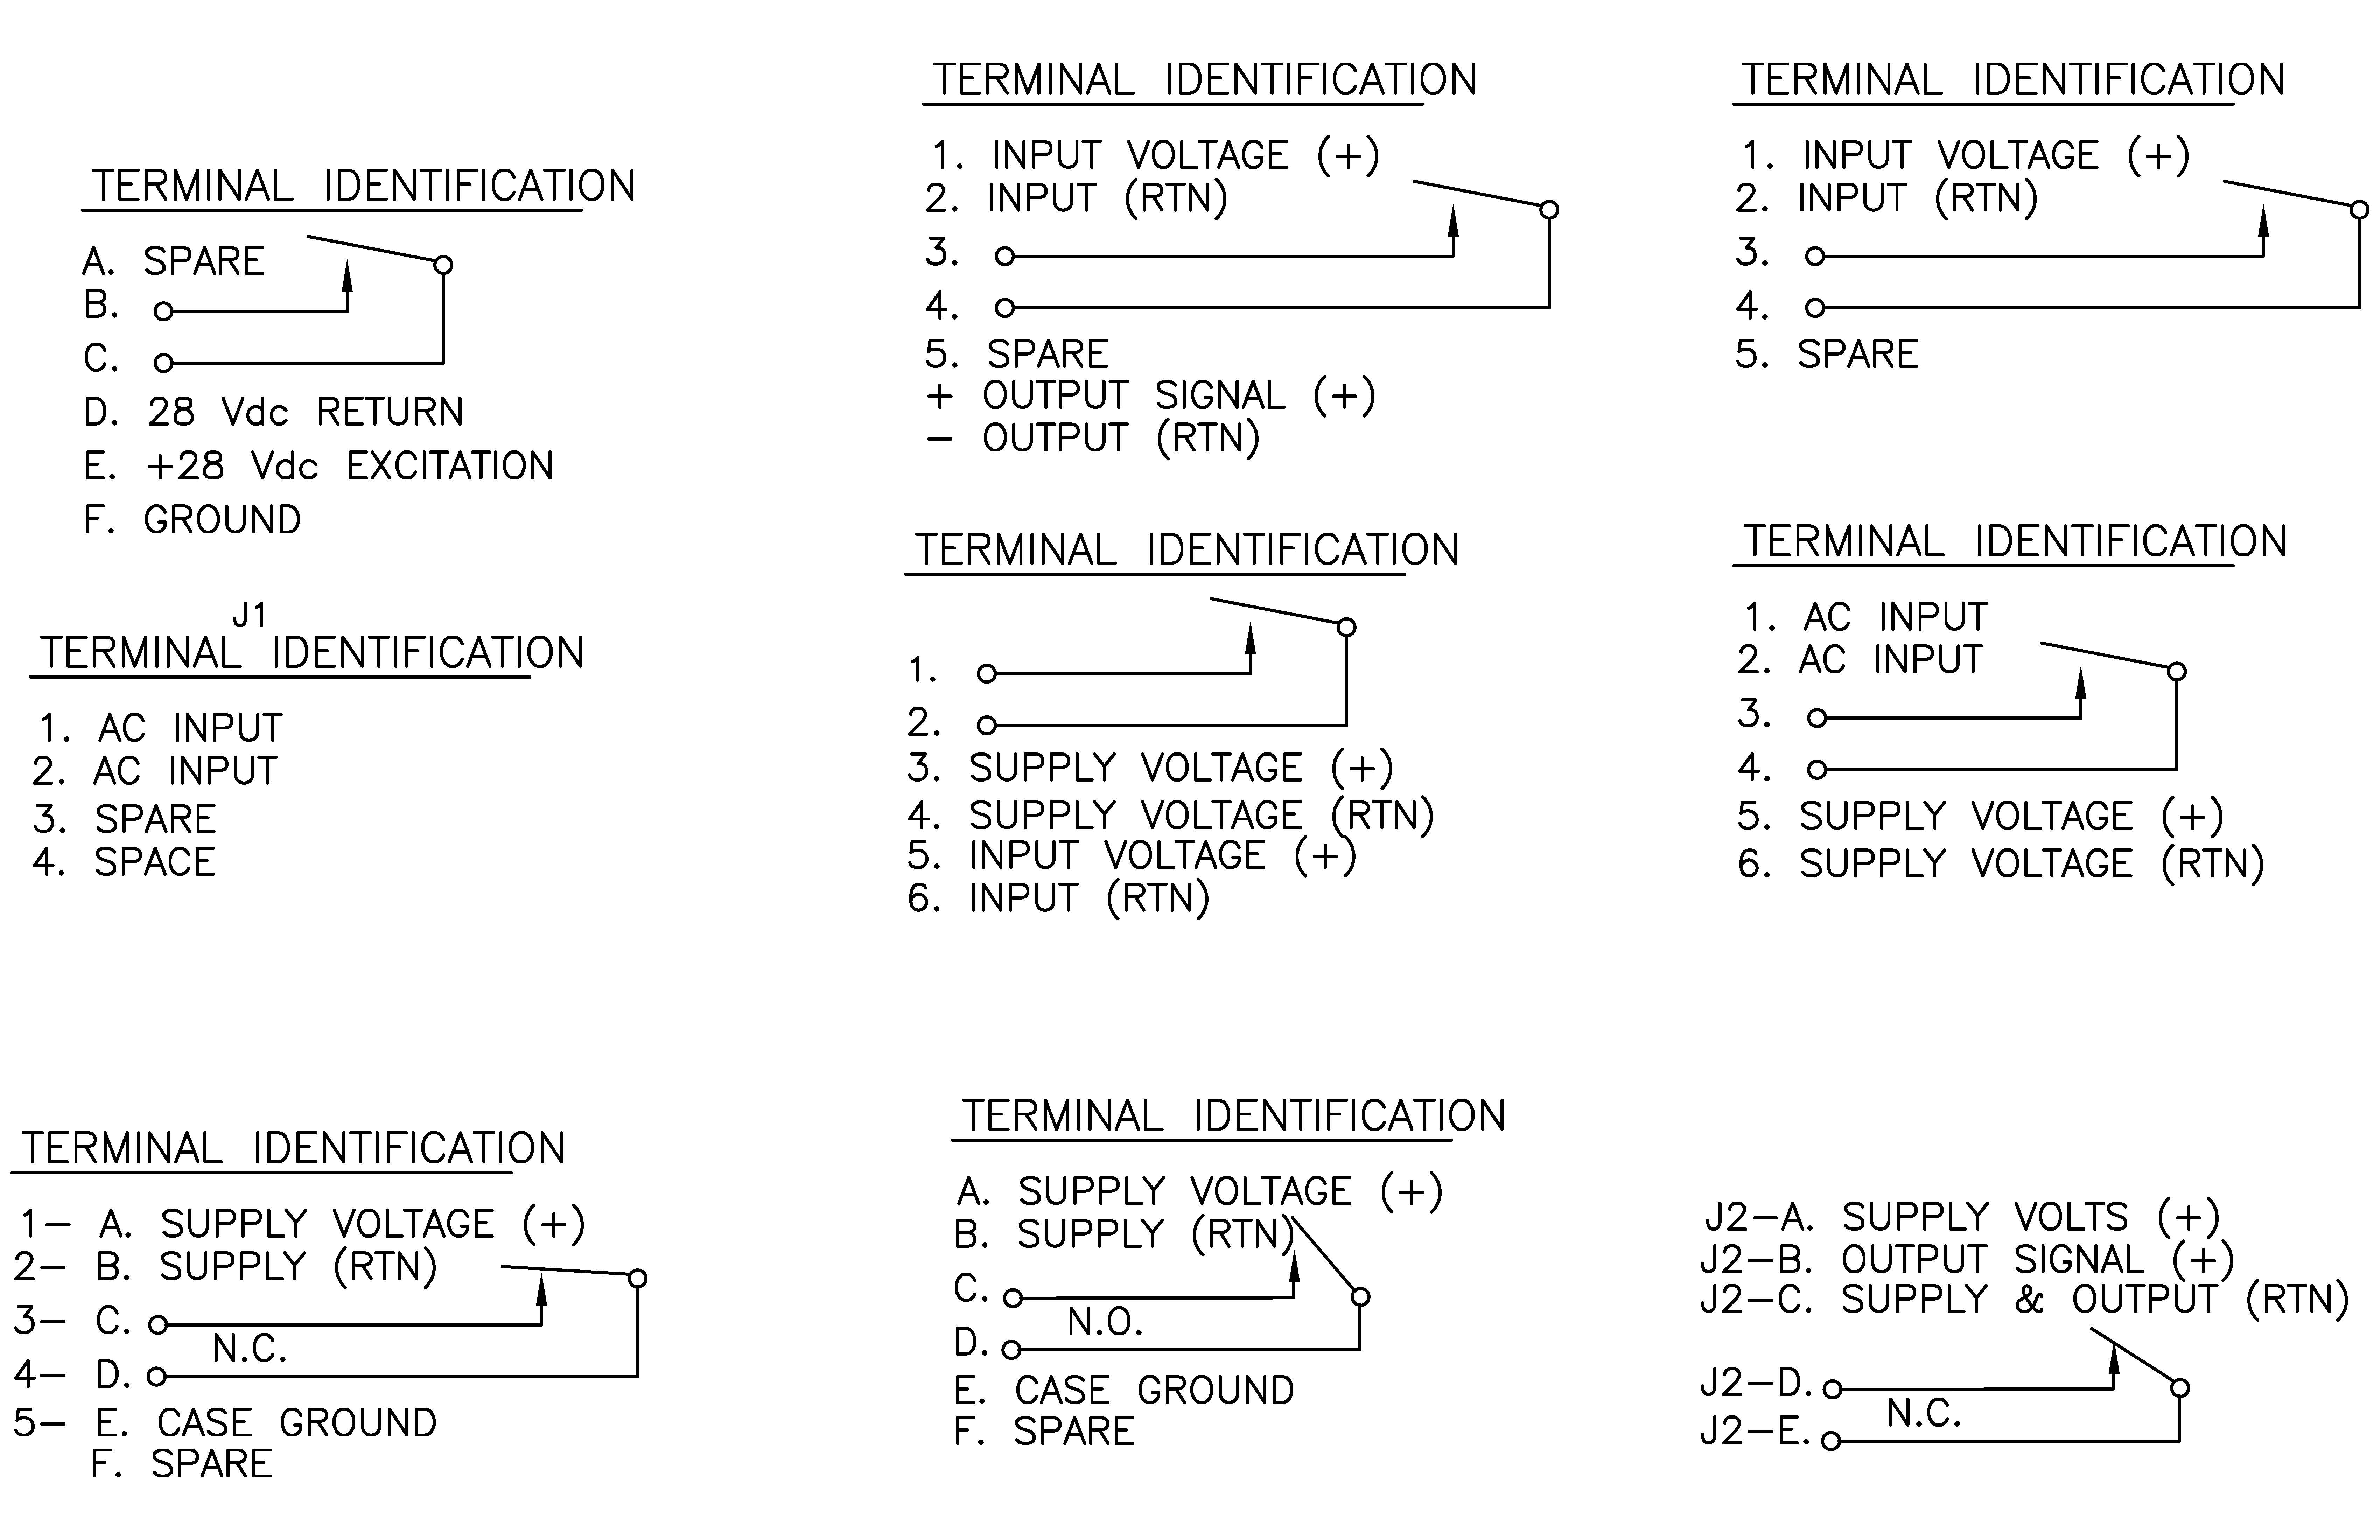 TERMINAL IDENTIFICATION
A. SPARE
B.
C.
D. 28 Vdc RETURN
E. +28 Vdc EXCITATION
F. GROUND
TERMINAL IDENTIFICATION
1. INPUT VOLTAGE (+)
2. INPUT (RTN)
3.
4.
5. SPARE
+ OUTPUT SIGNAL (+)
- OUTPUT (RTN)
TERMINAL IDENTIFICATION
1. INPUT VOLTAGE (+)
2. INPUT (RTN)
3.
4.
5. SPARE
J1
TERMINAL IDENTIFICATION
1. AC INPUT
2. AC INPUT
3. SPARE
4. SPACE
TERMINAL IDENTIFICATION
1.
2.
3. SUPPLY VOLTAGE (+)
4. SUPPLY VOLTAGE (RTN)
5. INPUT VOLTAGE (+)
6. INPUT (RTN)
TERMINAL IDENTIFICATION
1. AC INPUT
2. AC INPUT
3.
4.
5. SUPPLY VOLTAGE (+)
6. SUPPLY VOLTAGE (RTN)
TERMINAL IDENTIFICATION
1- A. SUPPLY VOLTAGE (+)
2- B. SUPPLY (RTN)
3- C.
N.C.
4- D.
5- E. CASE GROUND
F. SPARE
TERMINAL IDENTIFICATION
A. SUPPLY VOLTAGE (+)
B. SUPPLY (RTN)
C.
N.O.
D.
E. CASE GROUND
F. SPARE
J2-A. SUPPLY VOLTS (+)
J2-B. OUTPUT SIGNAL (+)
J2-C. SUPPLY & OUTPUT (RTN)
J2-D.
N.C.
J2-E.